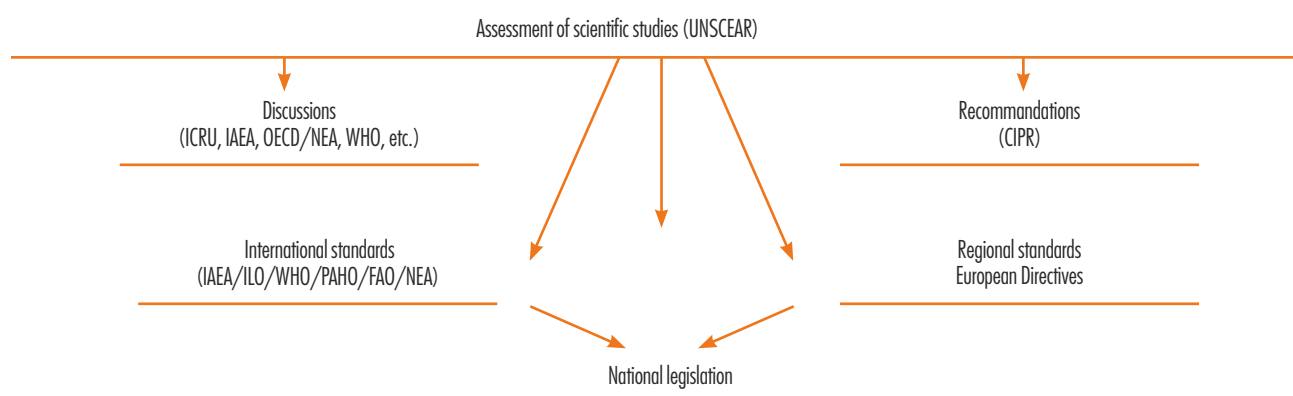 Assessment of scientific studies (UNSCEAR)
Discussions
(ICRU, IAEA, OECD/NEA, WHO, etc.)
Recommandations
(CIPR)
International standards
(IAEA/ILO/WHO/PAHO/FAO/NEA)
Regional standards
European Directives
National legislation